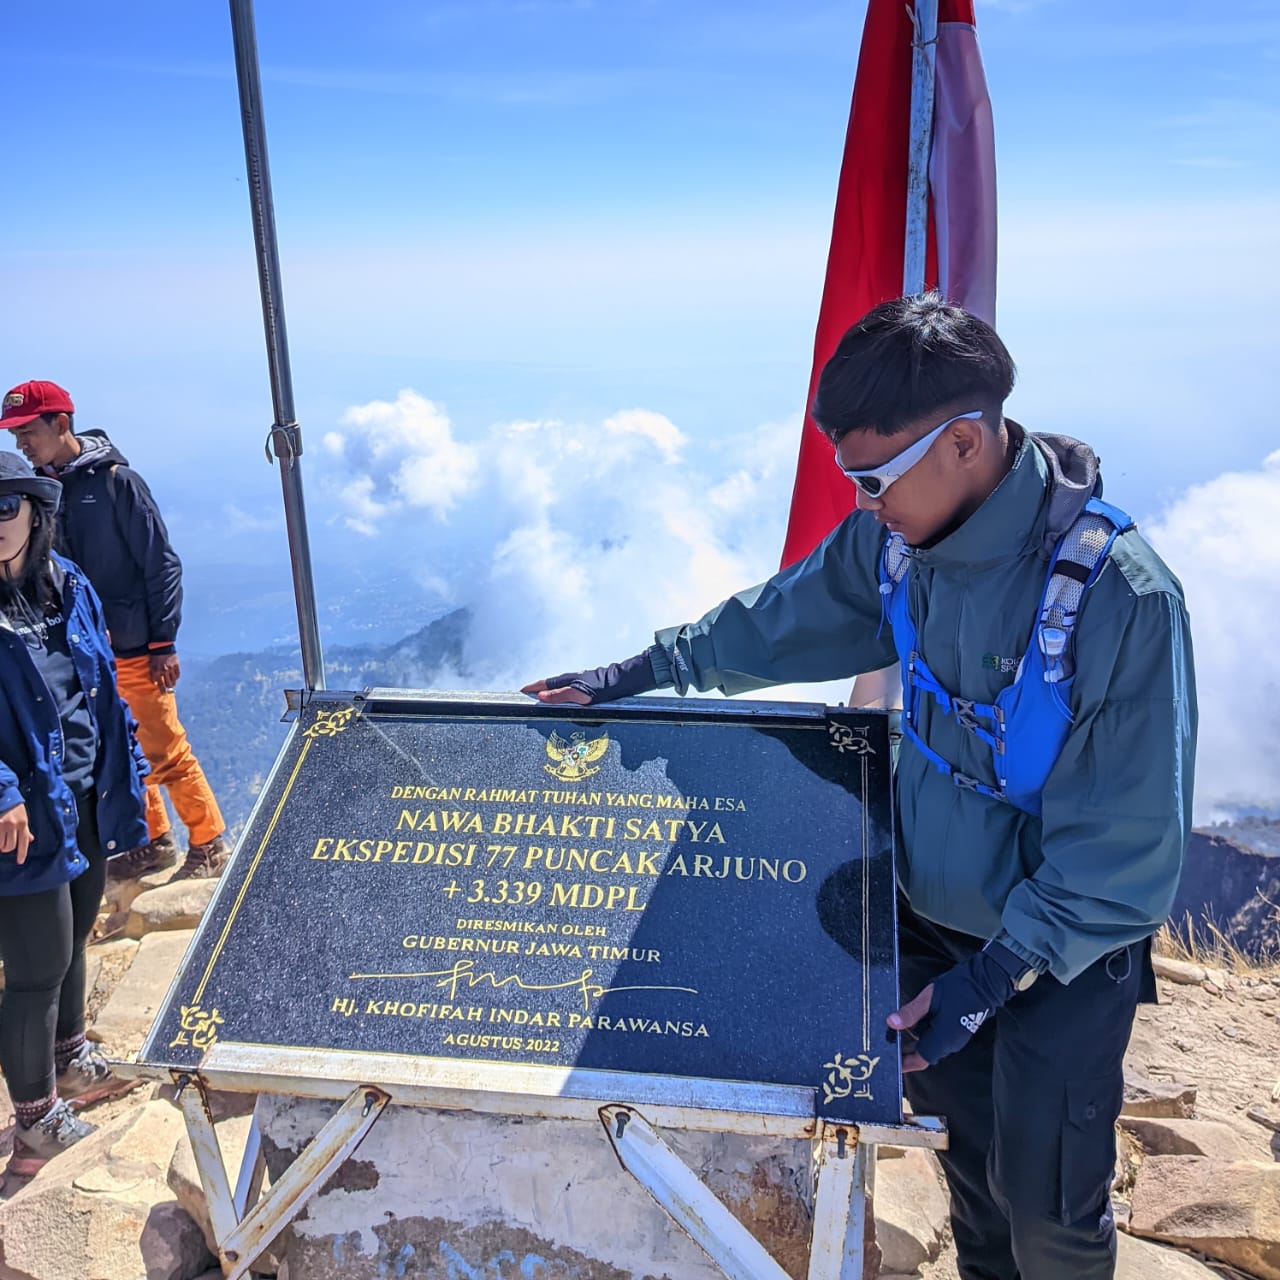 DENGAN RAHMAT TUHAN YANG MAHA ESA
NAWA BHAKTI SATYA
EKSPEDISI 77 PUNCAK ARJUNO
+ 3.339 MDPL
DIRESMIKAN OLEH
GUBERNUR JAWA TIMUR
Hj. KHOFIFAH INDAR PARAWANSA
AGUSTUS 2022
adidas